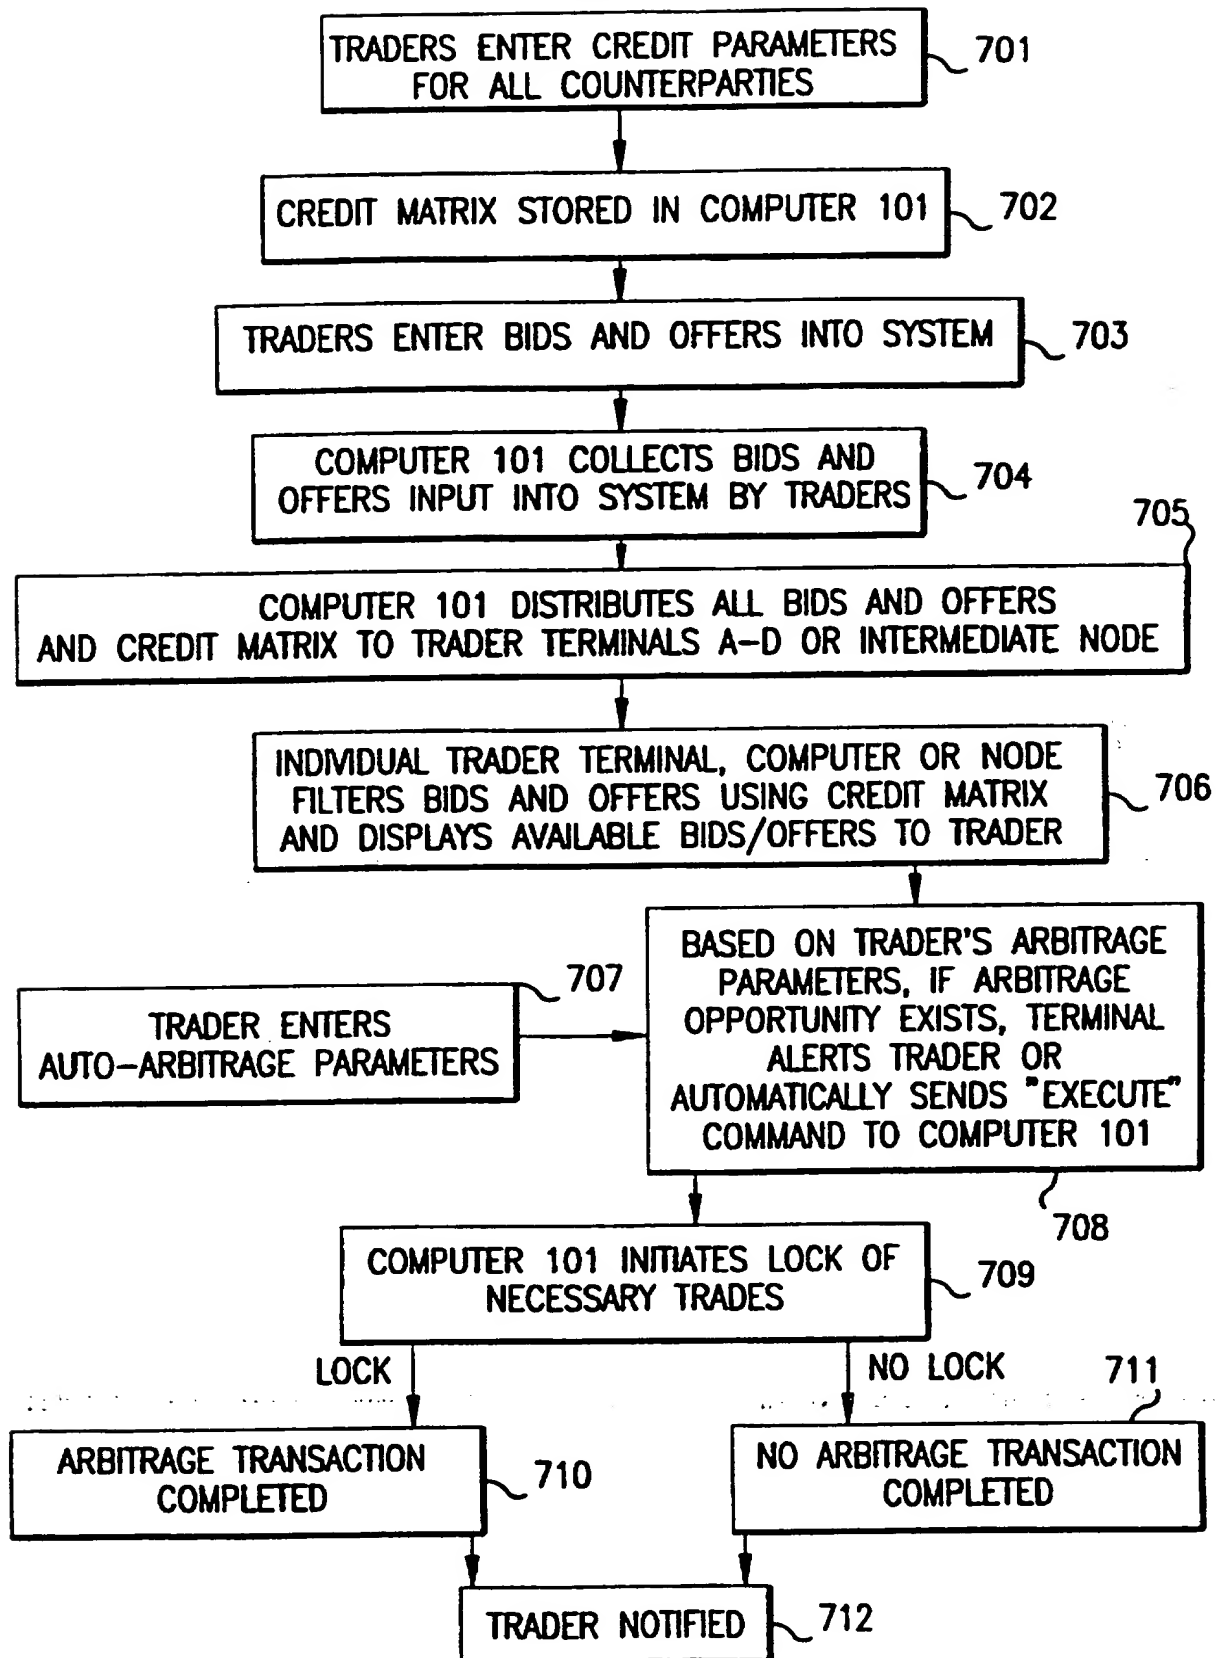 TRADERS ENTER CREDIT PARAMETERS
FOR ALL COUNTERPARTIES
701
CREDIT MATRIX STORED IN COMPUTER 101
702
TRADERS ENTER BIDS AND OFFERS INTO SYSTEM
703
COMPUTER 101 COLLECTS BIDS AND
OFFERS INPUT INTO SYSTEM BY TRADERS
704
705
COMPUTER 101 DISTRIBUTES ALL BIDS AND OFFERS
AND CREDIT MATRIX TO TRADER TERMINALS A-D OR INTERMEDIATE NODE
INDIVIDUAL TRADER TERMINAL, COMPUTER OR NODE
FILTERS BIDS AND OFFERS USING CREDIT MATRIX
AND DISPLAYS AVAILABLE BIDS/OFFERS TO TRADER
706
707
TRADER ENTERS
AUTO-ARBITRAGE PARAMETERS
BASED ON TRADER'S ARBITRAGE
PARAMETERS, IF ARBITRAGE
OPPORTUNITY EXISTS, TERMINAL
ALERTS TRADER OR
AUTOMATICALLY SENDS "EXECUTE"
COMMAND TO COMPUTER 101
708
COMPUTER 101 INITIATES LOCK OF
NECESSARY TRADES
709
LOCK
NO LOCK
711
ARBITRAGE TRANSACTION
COMPLETED
710
NO ARBITRAGE TRANSACTION
COMPLETED
TRADER NOTIFIED
712